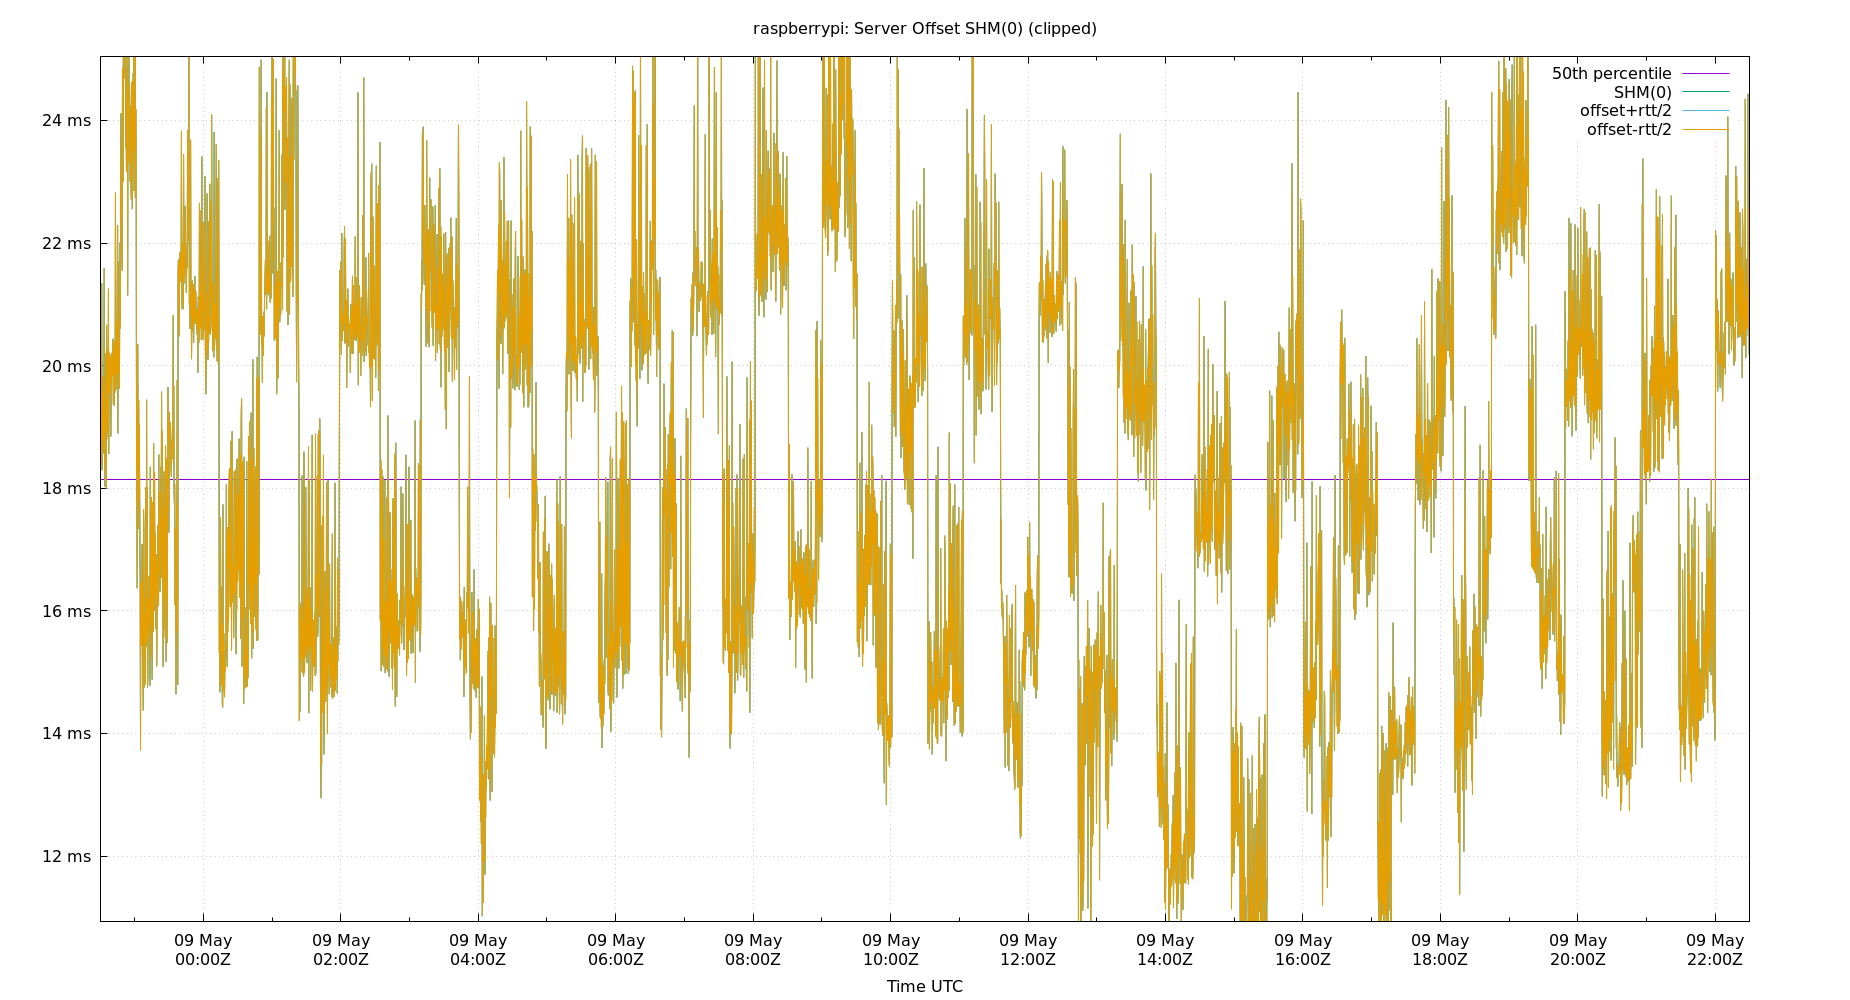 raspberrypi: Server Offset SHM(0) (clipped)
50th percentile
SHM(0)
offset+rtt/2
offset-rtt/2
24 ms
22 ms
20 ms
18 ms
16 ms
14 ms
12 ms
09 May 09 May 09 May 09 May 09 May 09 May 09 May 09 May 09 May 09 May 09 May 09 May
00:00Z 02:00Z 04:00Z 06:00Z 08:00Z 10:00Z 12:00Z 14:00Z 16:00Z 18:00Z 20:00Z 22:00Z
Time UTC